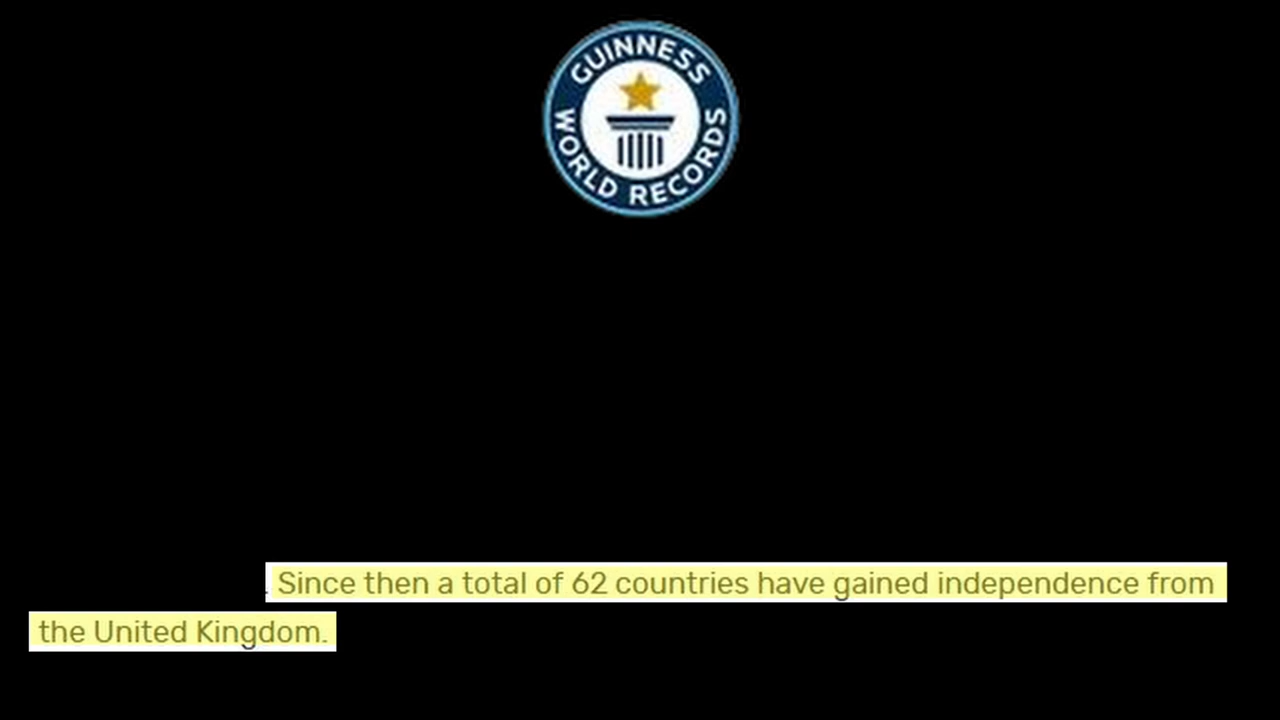 GUINNESS
WORLD RECORDS
. Since then a total of 62 countries have gained independence from
the United Kingdom.